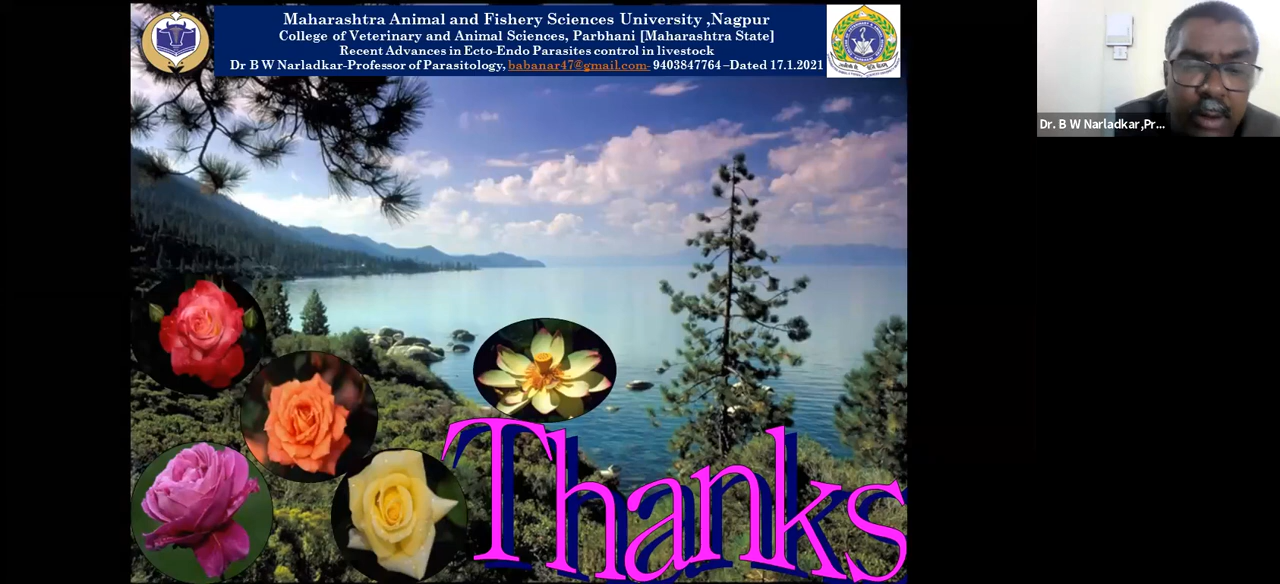 Maharashtra Animal and Fishery Sciences University ,Nagpur
College of Veterinary and Animal Sciences, Parbhani [Maharashtra State]
Recent Advances in Ecto-Endo Parasites control in livestock
Dr B W Narladkar-Professor of Parasitology, babanar47@gmail.com- 9403847764 –Dated 17.1.2021
Dr. B W Narladkar,Pr...
Thanks